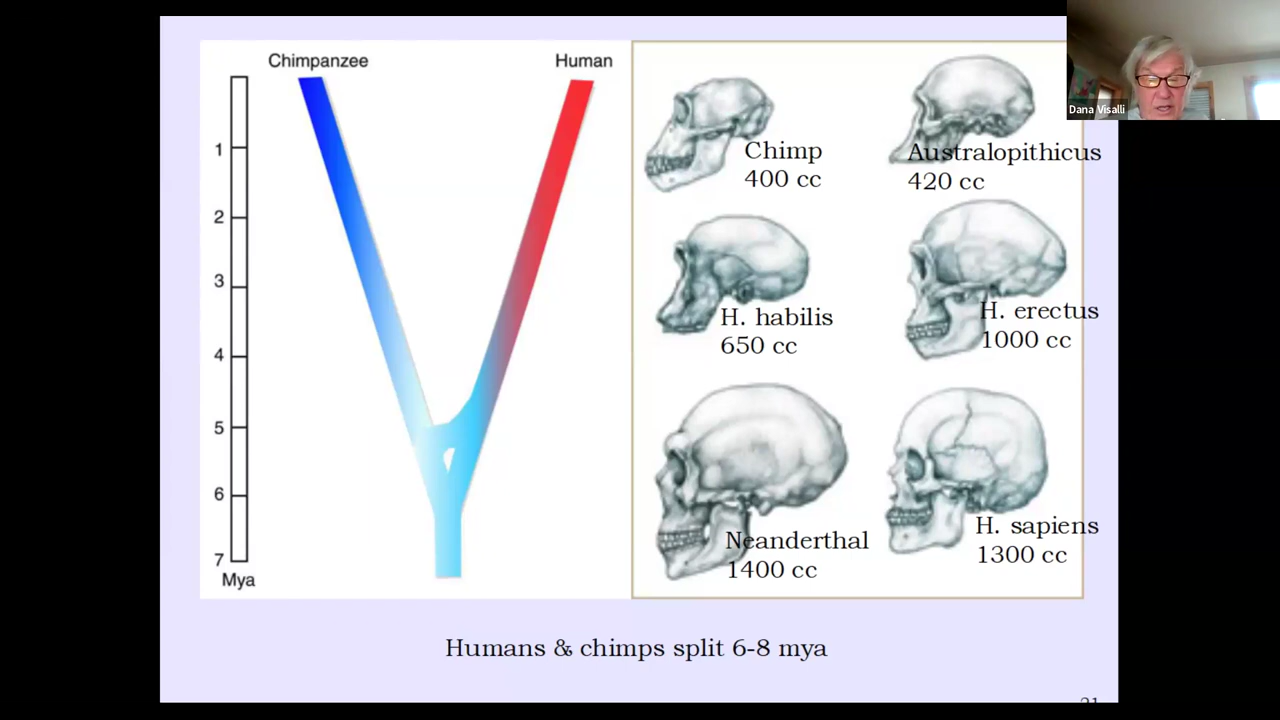 Chimpanzee
Human
1
2
3
4
5
6
7
Mya
Chimp
400 cc
Australopithicus
420 cc
H. habilis
650 cc
H. erectus
1000 cc
Neanderthal
1400 cc
H. sapiens
1300 cc
Humans & chimps split 6-8 mya
Dana Visalli